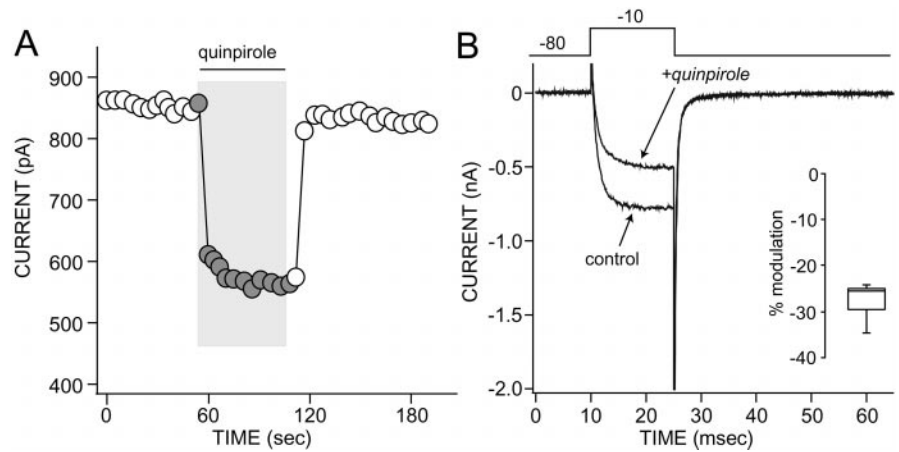 A
quinpirole
900
800
700
600
500
400
CURRENT (pA)
0 60 120 180
TIME (sec)
B
-80
-10
+quinpirole
control
0
-0.5
-1.0
-1.5
-2.0
CURRENT (nA)
0 10 20 30 40 50 60
TIME (msec)
0
-10
-20
-30
-40
% modulation